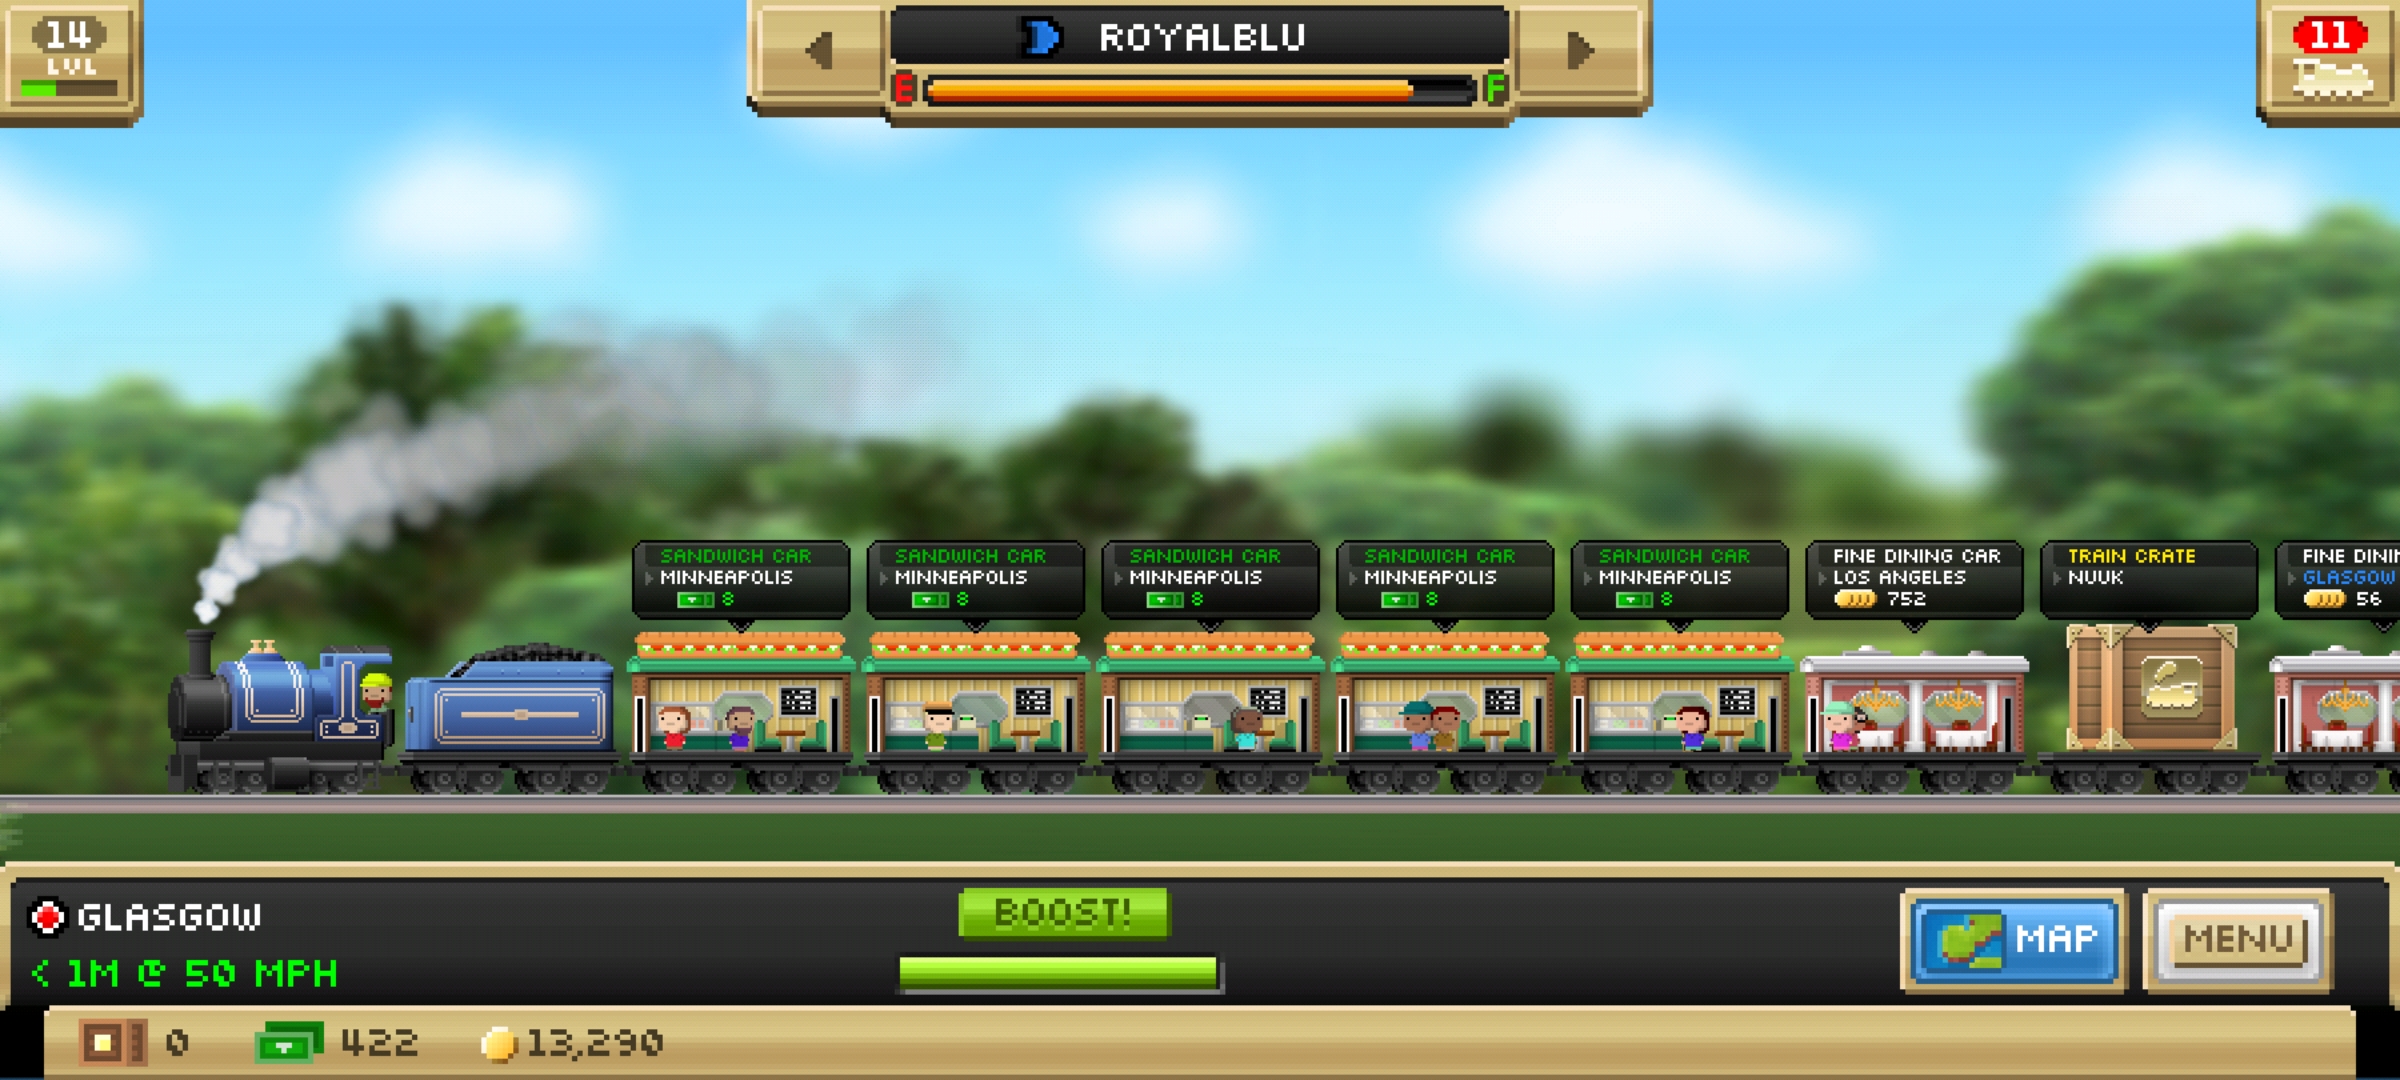 14
LVL
ROYALBLU
E
F
11
SANDWICH CAR
MINNEAPOLIS
8
SANDWICH CAR
MINNEAPOLIS
8
SANDWICH CAR
MINNEAPOLIS
8
SANDWICH CAR
MINNEAPOLIS
8
SANDWICH CAR
MINNEAPOLIS
8
FINE DINING CAR
LOS ANGELES
752
TRAIN CRATE
NUUK
FINE DININ
GLASGOW
56
GLASGOW
< 1M @ 50 MPH
BOOST!
MAP
MENU
0
422
13,290